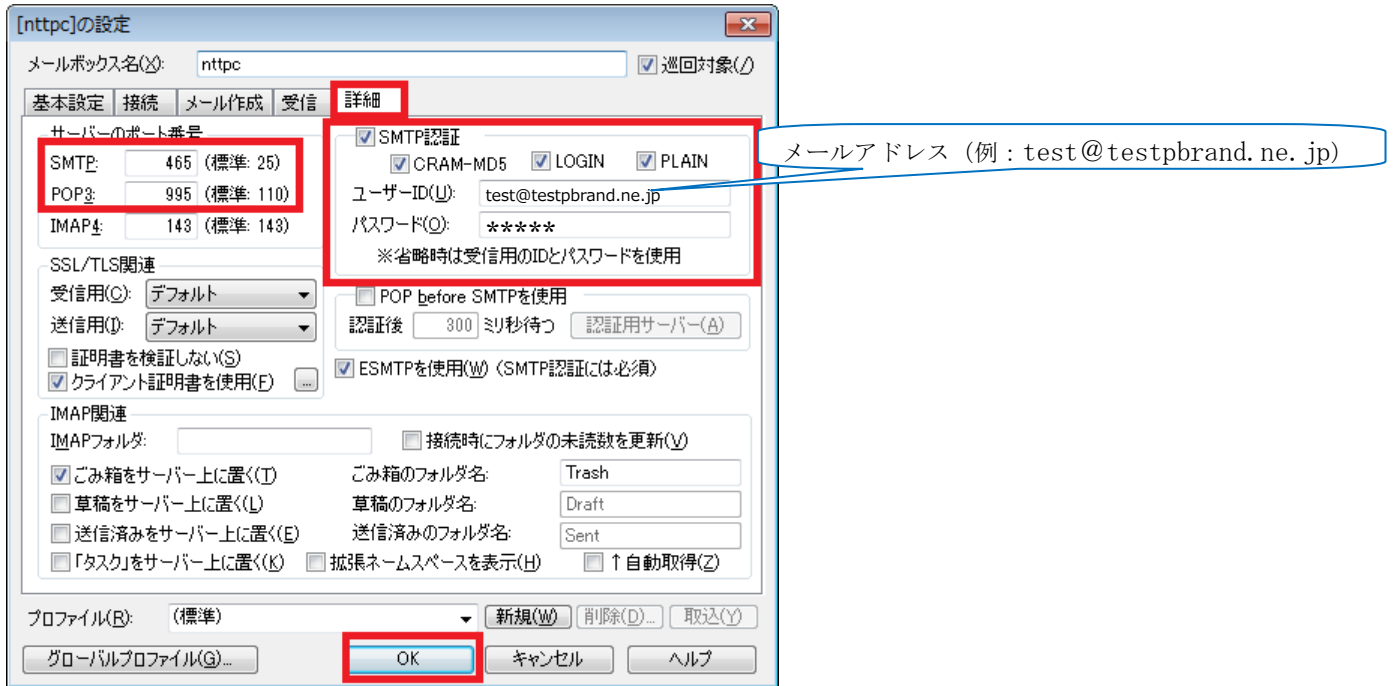 [nttpc]の設定
メールボックス名(X): nttpc 巡回対象(/)
基本設定 接続 メール作成 受信 詳細
サーバーのポート番号
SMTP: 465 (標準: 25)
POP3: 995 (標準: 110)
IMAP4: 143 (標準: 143)
SMTP認証
CRAM-MD5 LOGIN PLAIN
ユーザーID(U): test@testpbrand.ne.jp
パスワード(O): *****
※省略時は受信用のIDとパスワードを使用
メールアドレス (例：test＠testpbrand.ne.jp)
SSL/TLS関連
受信用(C): デフォルト
送信用(I): デフォルト
証明書を検証しない(S)
クライアント証明書を使用(F) ...
POP before SMTPを使用
認証後 300 ミリ秒待つ 認証用サーバー(A)
ESMTPを使用(W) (SMTP認証には必須)
IMAP関連
IMAPフォルダ: 接続時にフォルダの未読数を更新(V)
ごみ箱をサーバー上に置く(T) ごみ箱のフォルダ名: Trash
草稿をサーバー上に置く(L) 草稿のフォルダ名: Draft
送信済みをサーバー上に置く(E) 送信済みのフォルダ名: Sent
「タスク」をサーバー上に置く(K) 拡張ネームスペースを表示(H) ↑自動取得(Z)
プロファイル(R): (標準) 新規(W) 削除(D)... 取込(Y)
グローバルプロファイル(G)... OK キャンセル ヘルプ